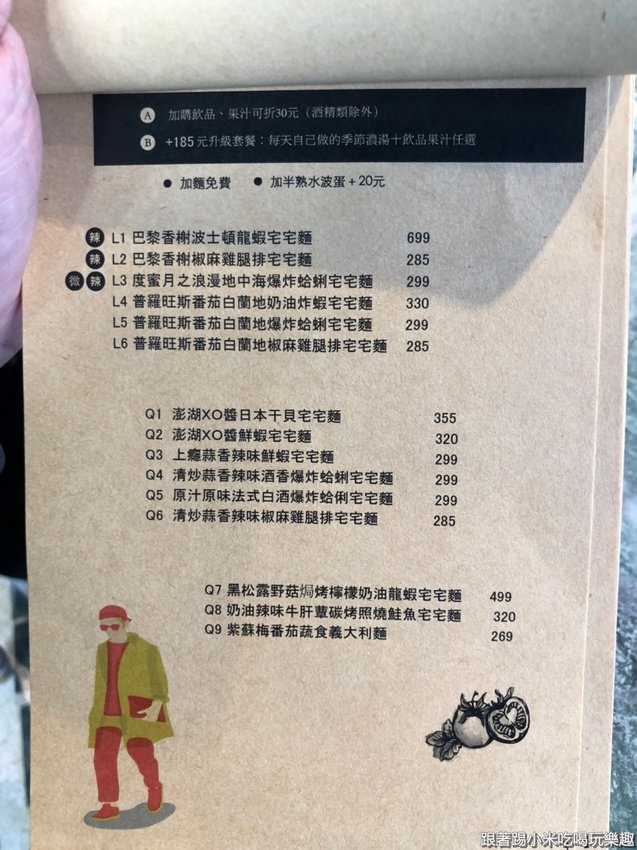 A 加購飲品、果汁可折30元（酒精類除外）
B +185元升級套餐：每天自己做的季節濃湯＋飲品果汁任選
● 加麵免費 ● 加半熟水波蛋+20元
辣 L1 巴黎香榭波士頓龍蝦宅宅麵 699
辣 L2 巴黎香榭椒麻雞腿排宅宅麵 285
微 辣 L3 度蜜月之浪漫地中海爆炸蛤蜊宅宅麵 299
L4 普羅旺斯番茄白蘭地奶油炸蝦宅宅麵 330
L5 普羅旺斯番茄白蘭地爆炸蛤蜊宅宅麵 299
L6 普羅旺斯番茄白蘭地椒麻雞腿排宅宅麵 285
Q1 澎湖XO醬日本干貝宅宅麵 355
Q2 澎湖XO醬鮮蝦宅宅麵 320
Q3 上癮蒜香辣味鮮蝦宅宅麵 299
Q4 清炒蒜香辣味酒香爆炸蛤蜊宅宅麵 299
Q5 原汁原味法式白酒爆炸蛤俐宅宅麵 299
Q6 清炒蒜香辣味椒麻雞腿排宅宅麵 285
Q7 黑松露野菇焗烤檸檬奶油龍蝦宅宅麵 499
Q8 奶油辣味牛肝蕈碳烤照燒鮭魚宅宅麵 320
Q9 紫蘇梅番茄蔬食義大利麵 269
跟著踢小米吃喝玩樂趣